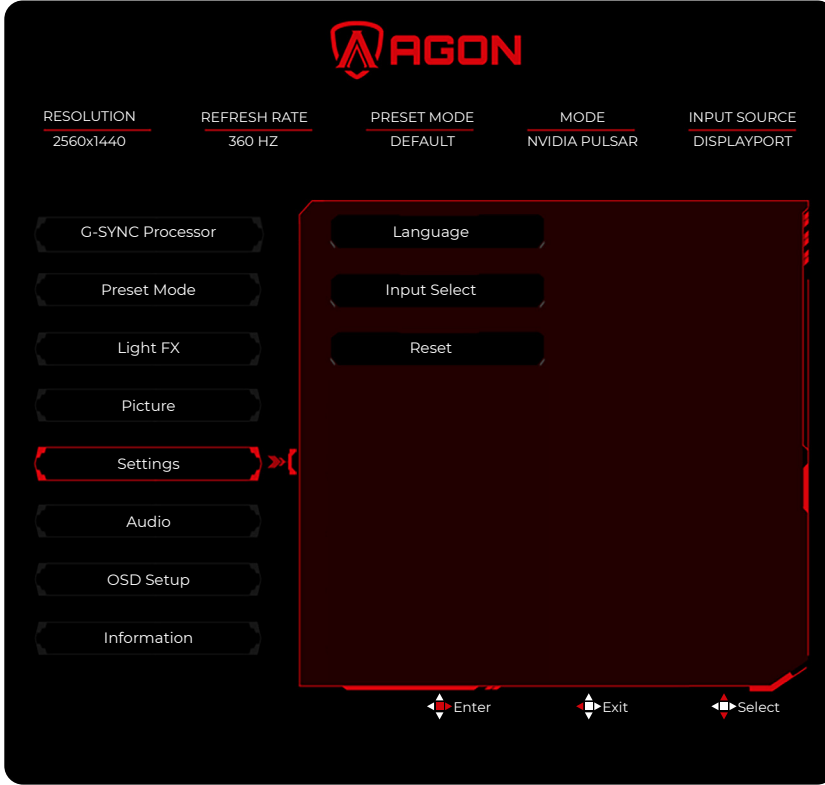 AGON
RESOLUTION REFRESH RATE PRESET MODE MODE INPUT SOURCE
2560x1440 360 HZ DEFAULT NVIDIA PULSAR DISPLAYPORT
G-SYNC Processor Language
Preset Mode Input Select
Light FX Reset
Picture
Settings
Audio
OSD Setup
Information
Enter Exit Select